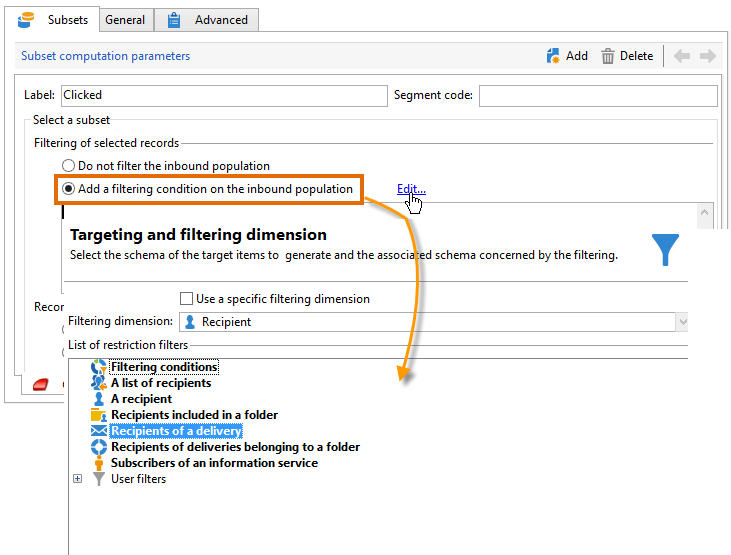 Subsets
General
Advanced
Subset computation parameters
Add
Delete
Label:
Clicked
Segment code:
Select a subset
Filtering of selected records
Do not filter the inbound population
Add a filtering condition on the inbound population
Edit...
Targeting and filtering dimension
Select the schema of the target items to generate and the associated schema concerned by the filtering.
Recor
Use a specific filtering dimension
Filtering dimension:
Recipient
List of restriction filters
Filtering conditions
A list of recipients
A recipient
Recipients included in a folder
Recipients of a delivery
Recipients of deliveries belonging to a folder
Subscribers of an information service
User filters